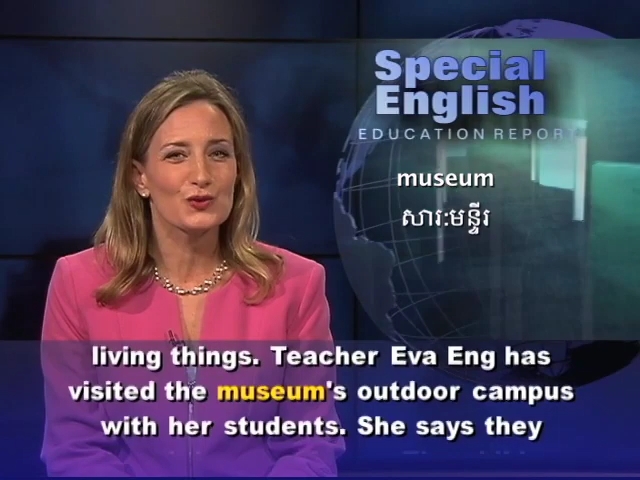 Special
English
EDUCATION REPORT
museum
សារៈមន្ទីរ
living things. Teacher Eva Eng has
visited the museum's outdoor campus
with her students. She says they